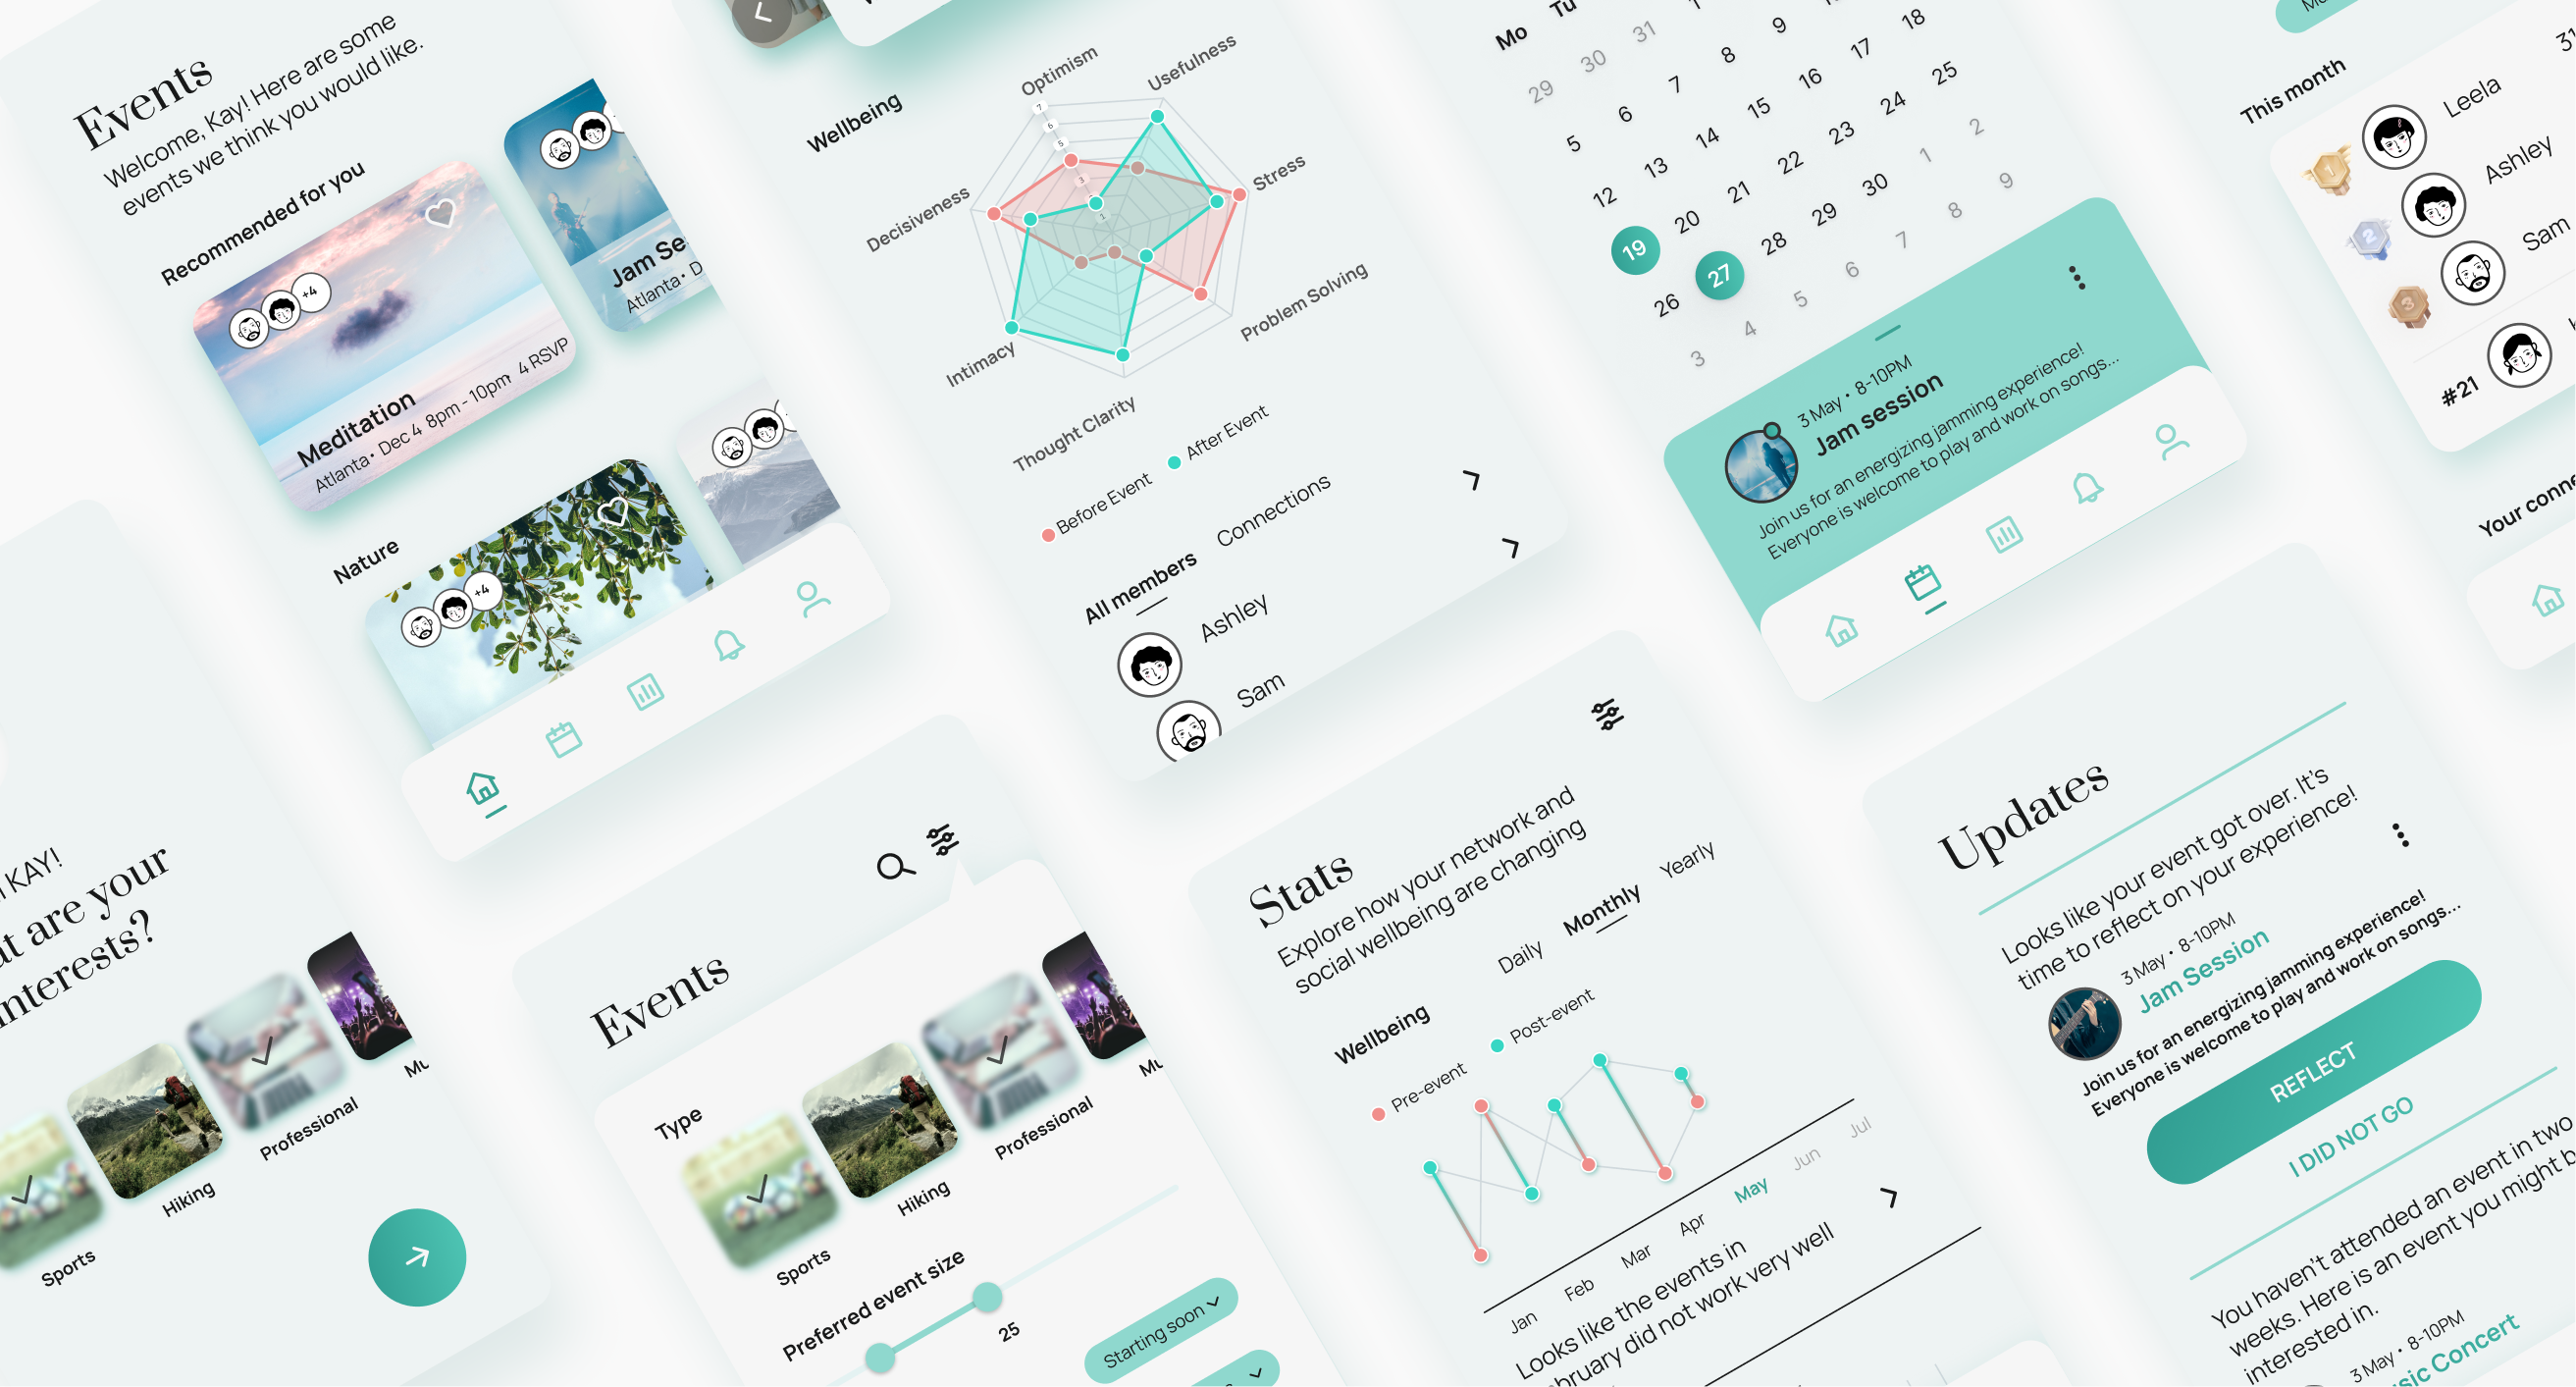 Events
Welcome, Kay! Here are some
events we think you would like.
Recommended for you
+4
Meditation
Atlanta • Dec 4 8pm - 10pm • 4 RSVP
Jam Se
Atlanta • D
Nature
+4
KAY!
at are your
interests?
Sports
Hiking
Professional
Mu
Events
Type
Sports
Hiking
Professional
Mu
Preferred event size
25
Starting soon
Wellbeing
Optimism
Usefulness
Stress
Problem Solving
Thought Clarity
Intimacy
Decisiveness
7
6
5
3
1
Before Event
After Event
All members
Connections
Ashley
Sam
Stats
Explore how your network and
social wellbeing are changing
Daily
Monthly
Yearly
Wellbeing
Pre-event
Post-event
Jan
Feb
Mar
Apr
May
Jun
Jul
Looks like the events in
bruary did not work very well
Mo
Tu
29 30 31 1
5 6 7 8 9
12 13 14 15 16 17 18
19 20 21 22 23 24 25
26 27 28 29 30 1 2
3 4 5 6 7 8 9
3 May • 8-10PM
Jam session
Join us for an energizing jamming experience!
Everyone is welcome to play and work on songs...
Updates
Looks like your event got over. It's
time to reflect on your experience!
3 May • 8-10PM
Jam Session
Join us for an energizing jamming experience!
Everyone is welcome to play and work on songs...
REFLECT
I DID NOT GO
You haven't attended an event in two
weeks. Here is an event you might b
interested in.
3 May • 8-10PM
sic Concert
This month
31
1
Leela
2
Ashley
3
Sam
#21
Your conne